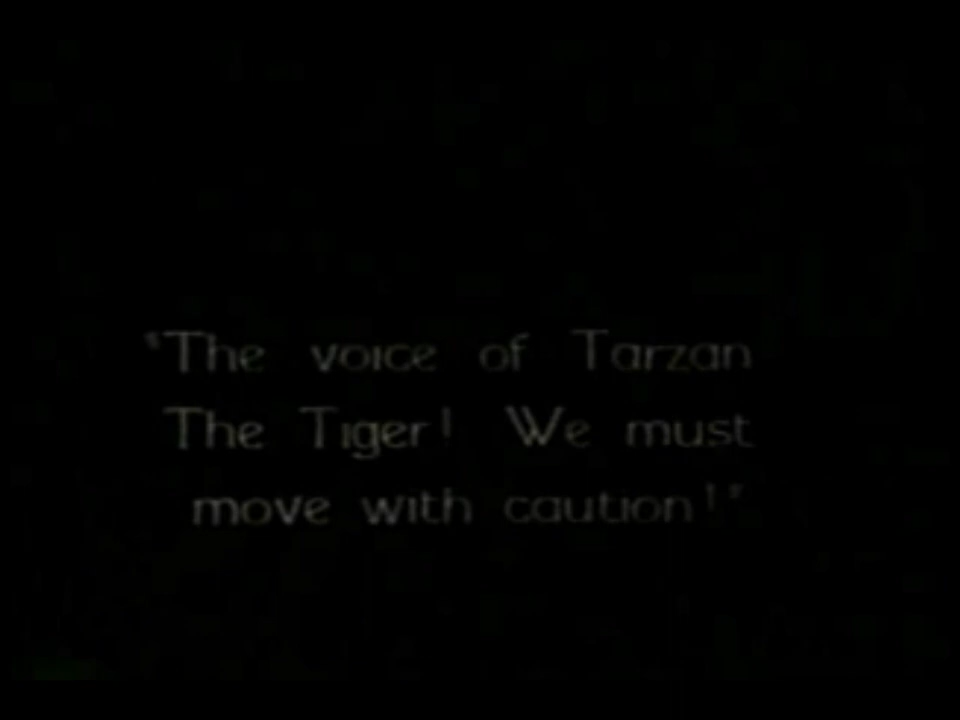 "The voice of Tarzan
The Tiger! We must
move with caution!"